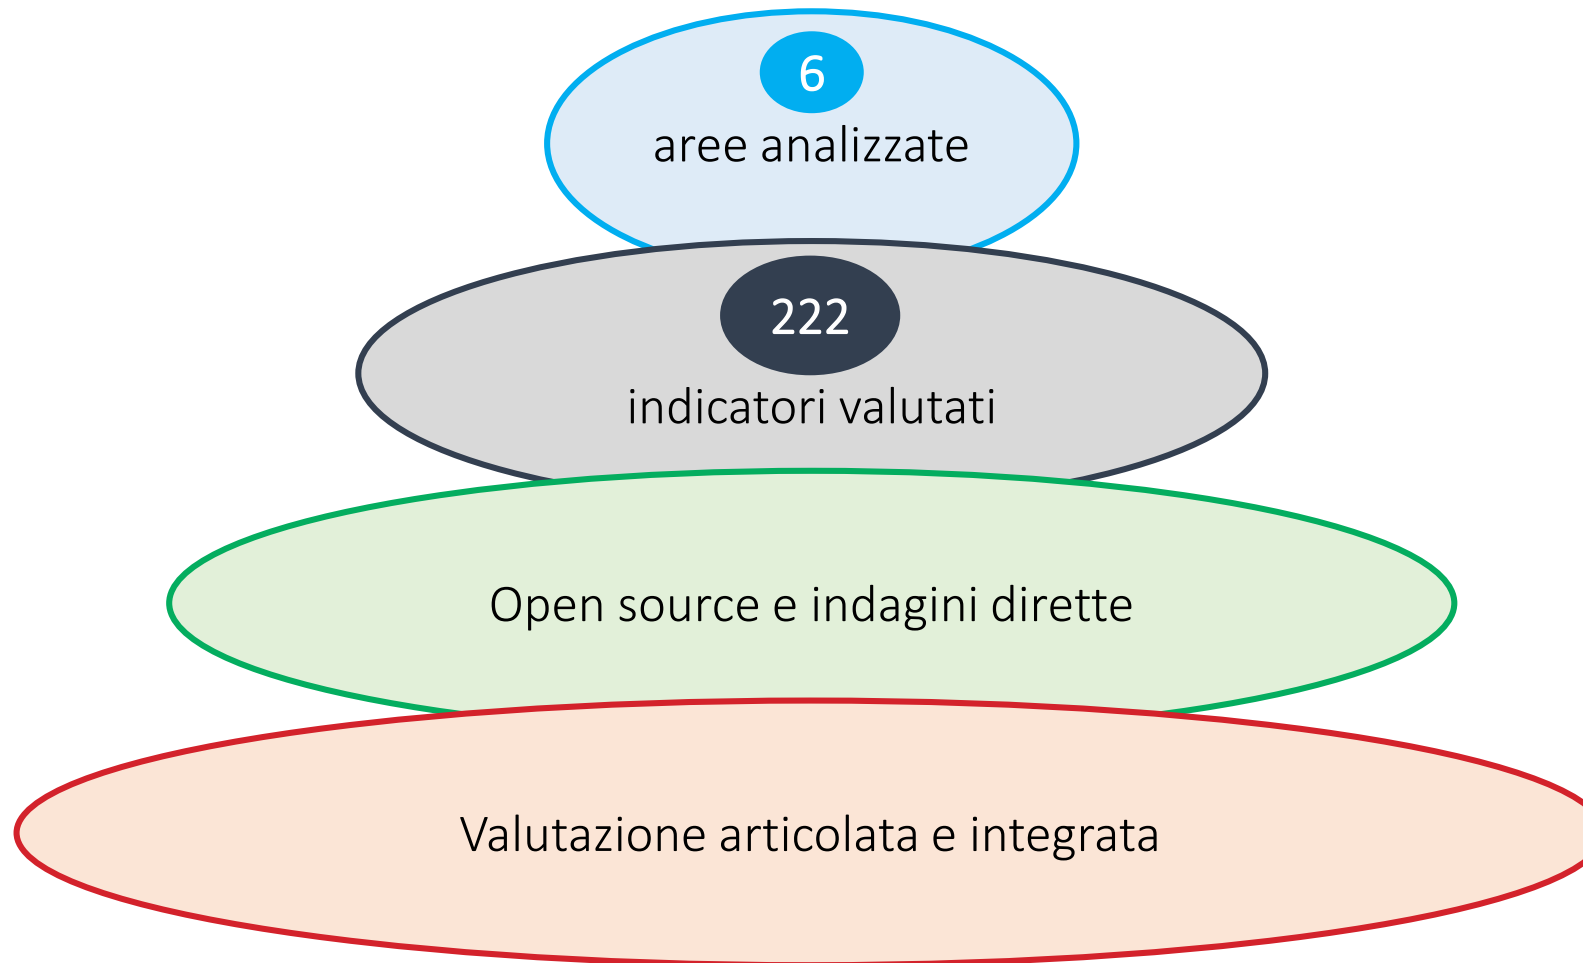 6
aree analizzate
222
indicatori valutati
Open source e indagini dirette
Valutazione articolata e integrata